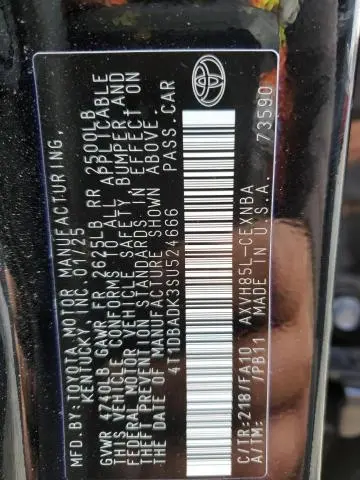 MFD.BY:TOYOTA MOTOR MANUFACTURING,
KENTUCKY, INC. 01/25
GVWR 4740LB GAWR FR 2625LB RR 2500LB
THIS VEHICLE CONFORMS TO ALL APPLICABLE
FEDERAL MOTOR VEHICLE SAFETY, BUMPER, AND
THEFT PREVENTION STANDARDS IN EFFECT ON
THE DATE OF MANUFACTURE SHOWN ABOVE.
4T1DBADK3SU524666 PASS.CAR
C/TR:218/FA10 AXVH85L-CEXNBA
A/TM: /PB11 MADE IN U.S.A. 73590